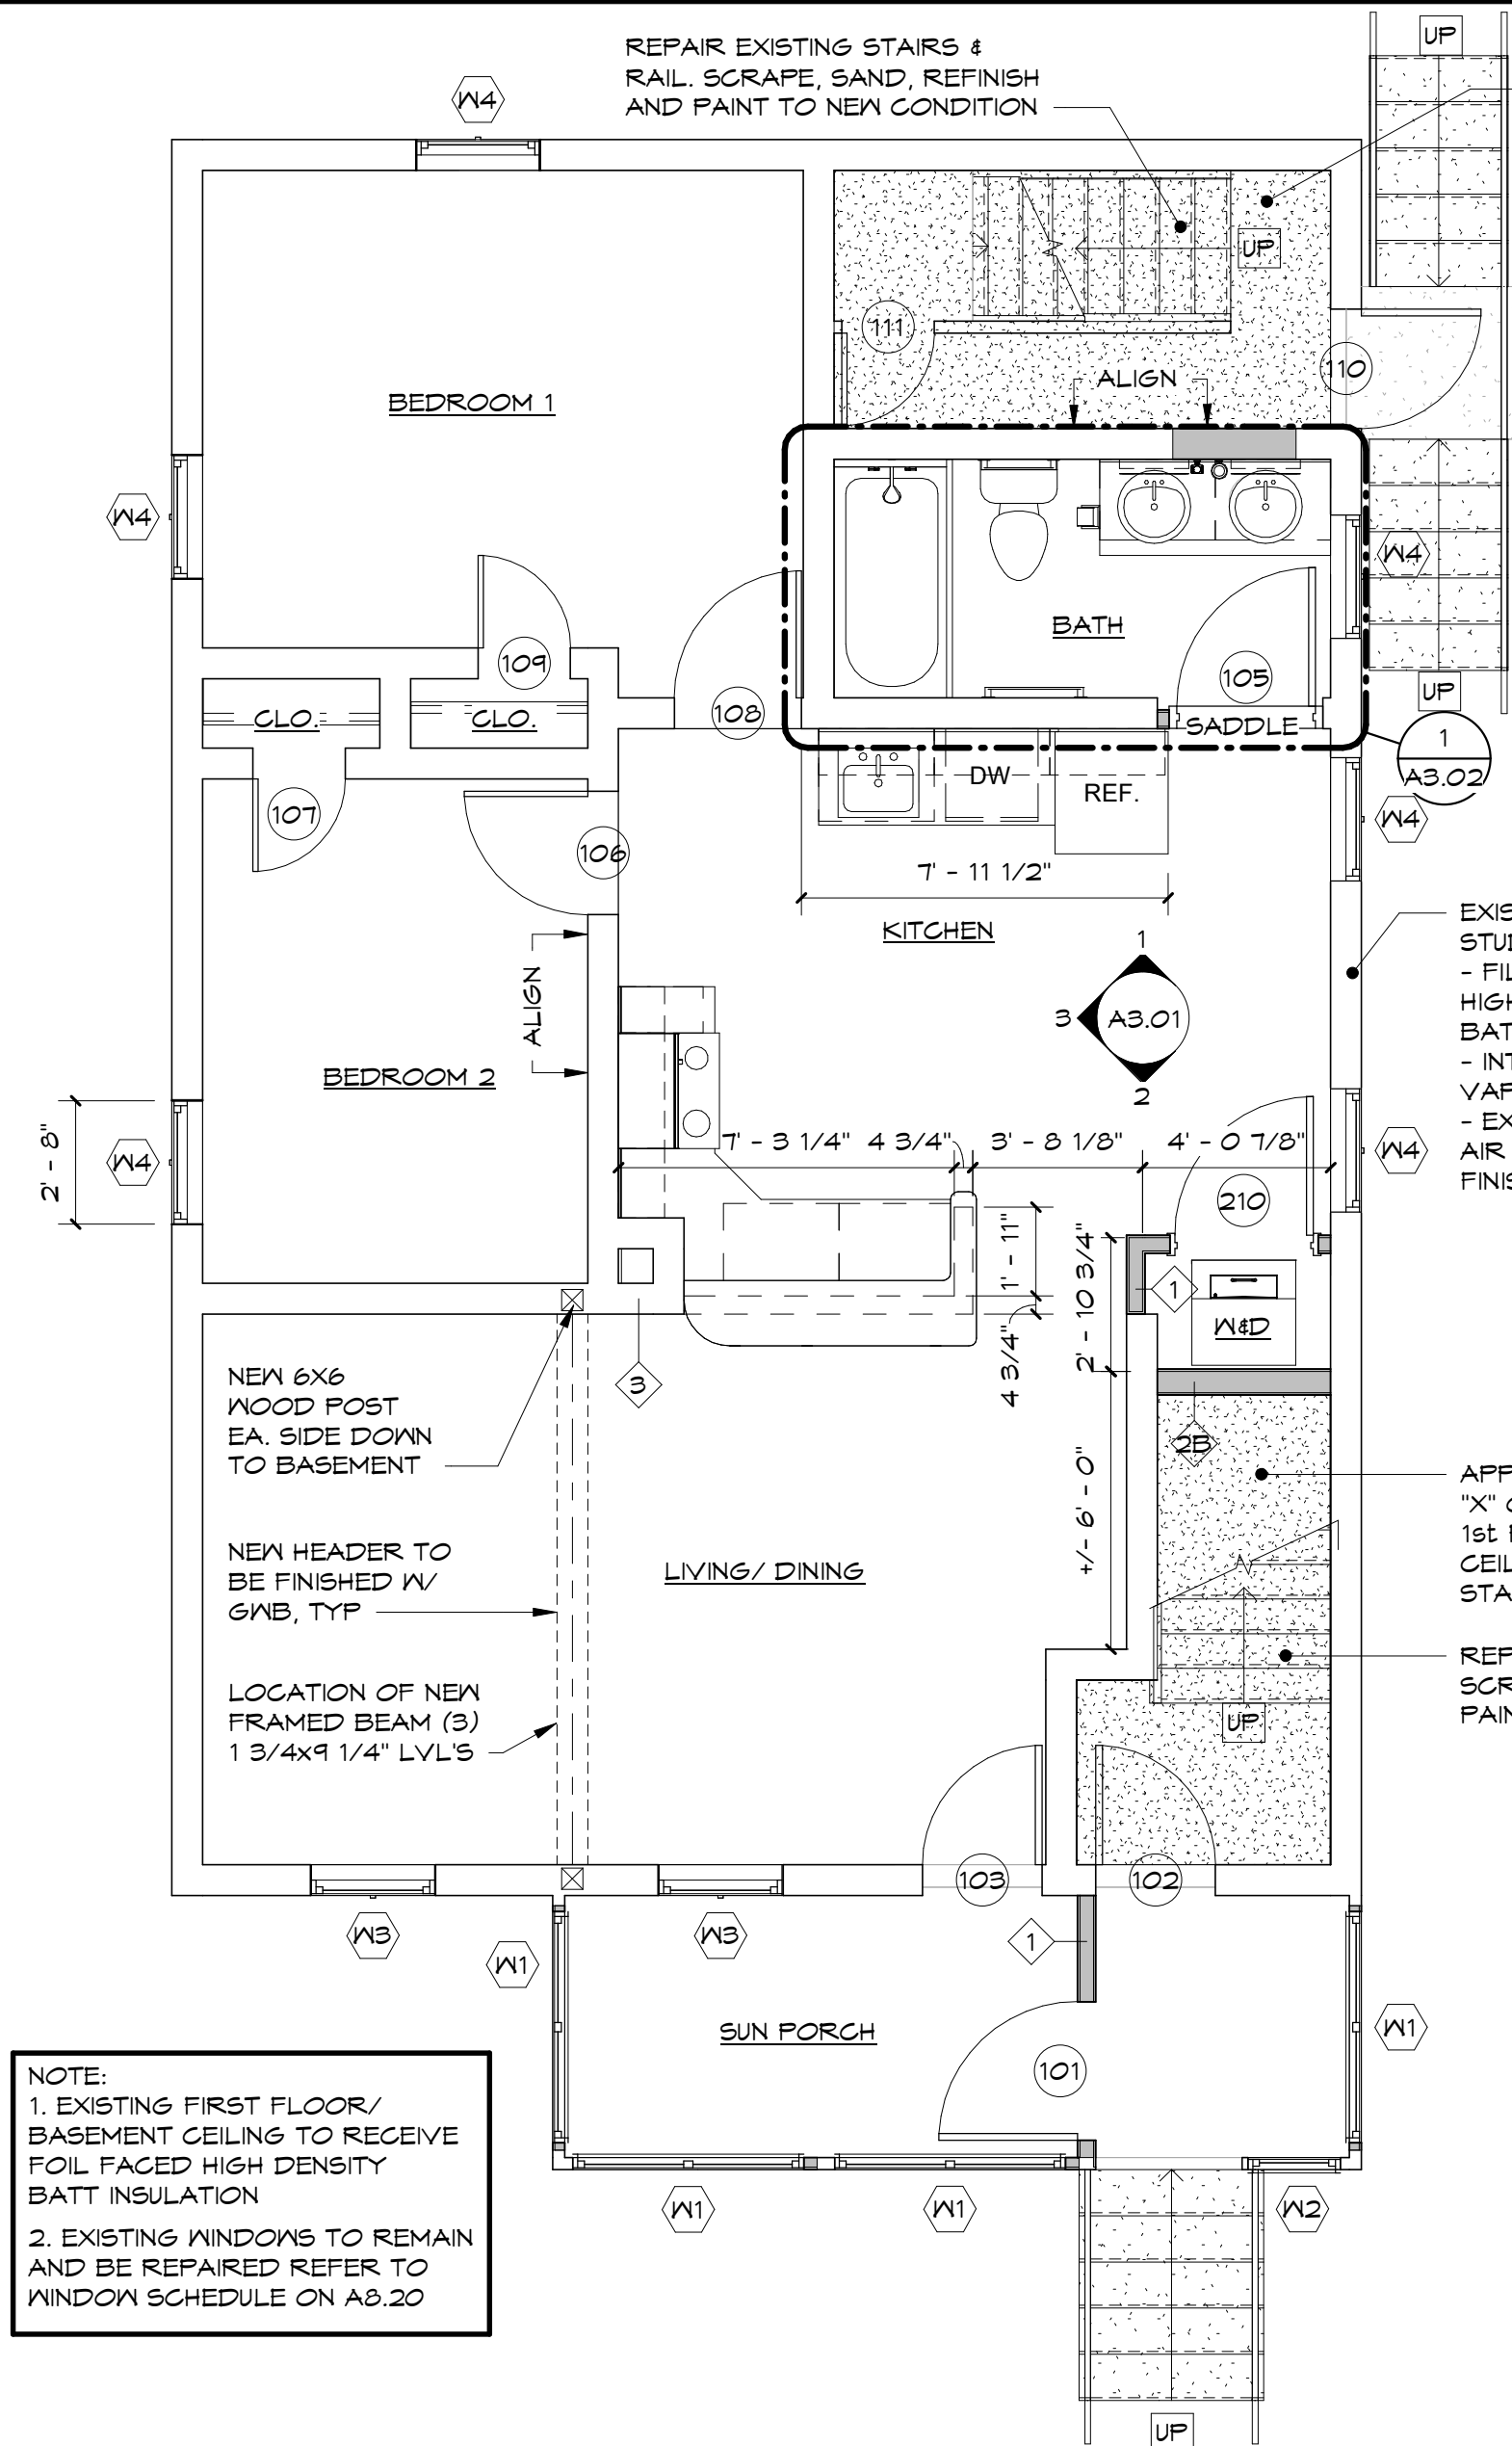 REPAIR EXISTING STAIRS &
RAIL. SCRAPE, SAND, REFINISH
AND PAINT TO NEW CONDITION
UP
W4
UP
111
110
ALIGN
BEDROOM 1
W4
W4
BATH
105
UP
109
108
SADDLE
CLO.
CLO.
1
A3.02
DW
REF.
107
106
W4
7' - 11 1/2"
KITCHEN
ALIGN
1
3
A3.01
2
BEDROOM 2
2' - 8"
W4
7' - 3 1/4"
4 3/4"
3' - 8 1/8"
4' - 0 7/8"
W4
210
1' - 11"
4 3/4"
2' - 10 3/4"
1
W&D
3
2B
NEW 6X6
WOOD POST
EA. SIDE DOWN
TO BASEMENT
+/- 6' - 0"
NEW HEADER TO
BE FINISHED W/
GWB, TYP
LIVING/ DINING
LOCATION OF NEW
FRAMED BEAM (3)
1 3/4x9 1/4" LVL'S
UP
- FIL
- INT
- EX
AIR
"X"
1st
103
102
W3
W1
W3
1
SUN PORCH
101
W1
W1
W1
W2
UP
NOTE:
1. EXISTING FIRST FLOOR/
BASEMENT CEILING TO RECEIVE
FOIL FACED HIGH DENSITY
BATT INSULATION
2. EXISTING WINDOWS TO REMAIN
AND BE REPAIRED REFER TO
WINDOW SCHEDULE ON A8.20